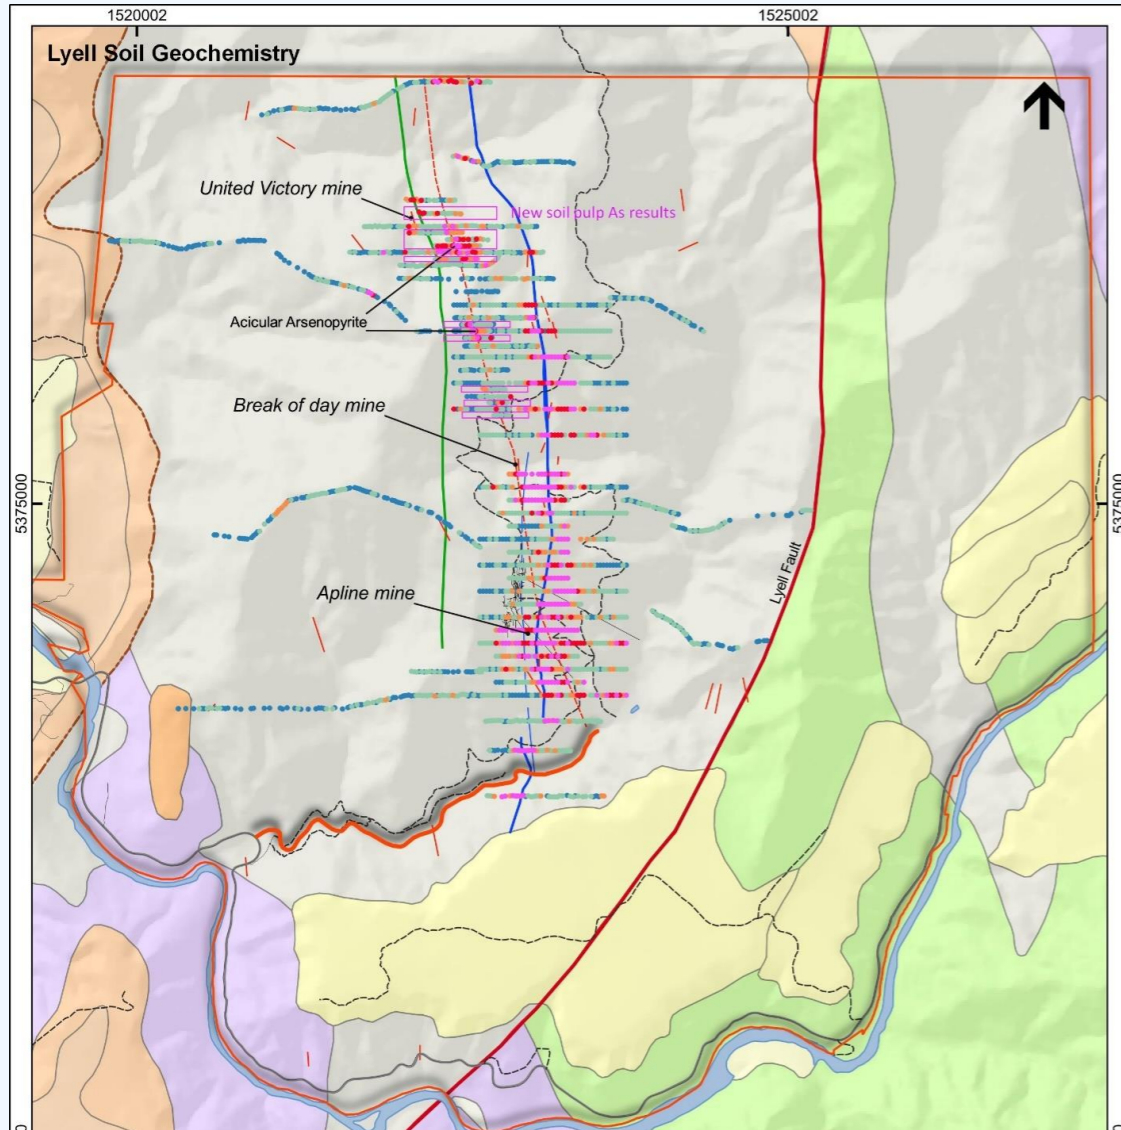 1520002
1525002
Lyell Soil Geochemistry
United Victory mine
New soil pulp As results
Acicular Arsenopyrite
Break of day mine
5375000
5375000
Lyell Fault
Apline mine